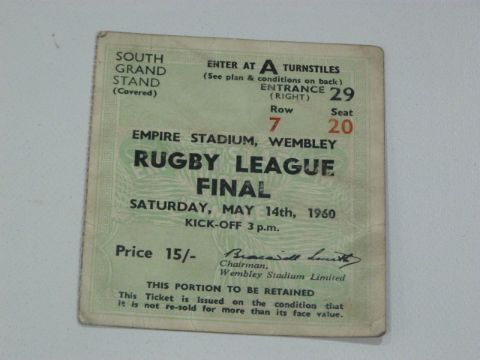 SOUTH GRAND STAND (Covered)
ENTER AT A TURNSTILES
(See plan & conditions on back)
ENTRANCE 29
(RIGHT)
Row Seat
7 20
EMPIRE STADIUM, WEMBLEY
RUGBY LEAGUE
FINAL
SATURDAY, MAY 14th, 1960
KICK-OFF 3 p.m.
Price 15/-
Chairman,
Wembley Stadium Limited
THIS PORTION TO BE RETAINED
This Ticket is issued on the condition that
it is not re-sold for more than its face value.